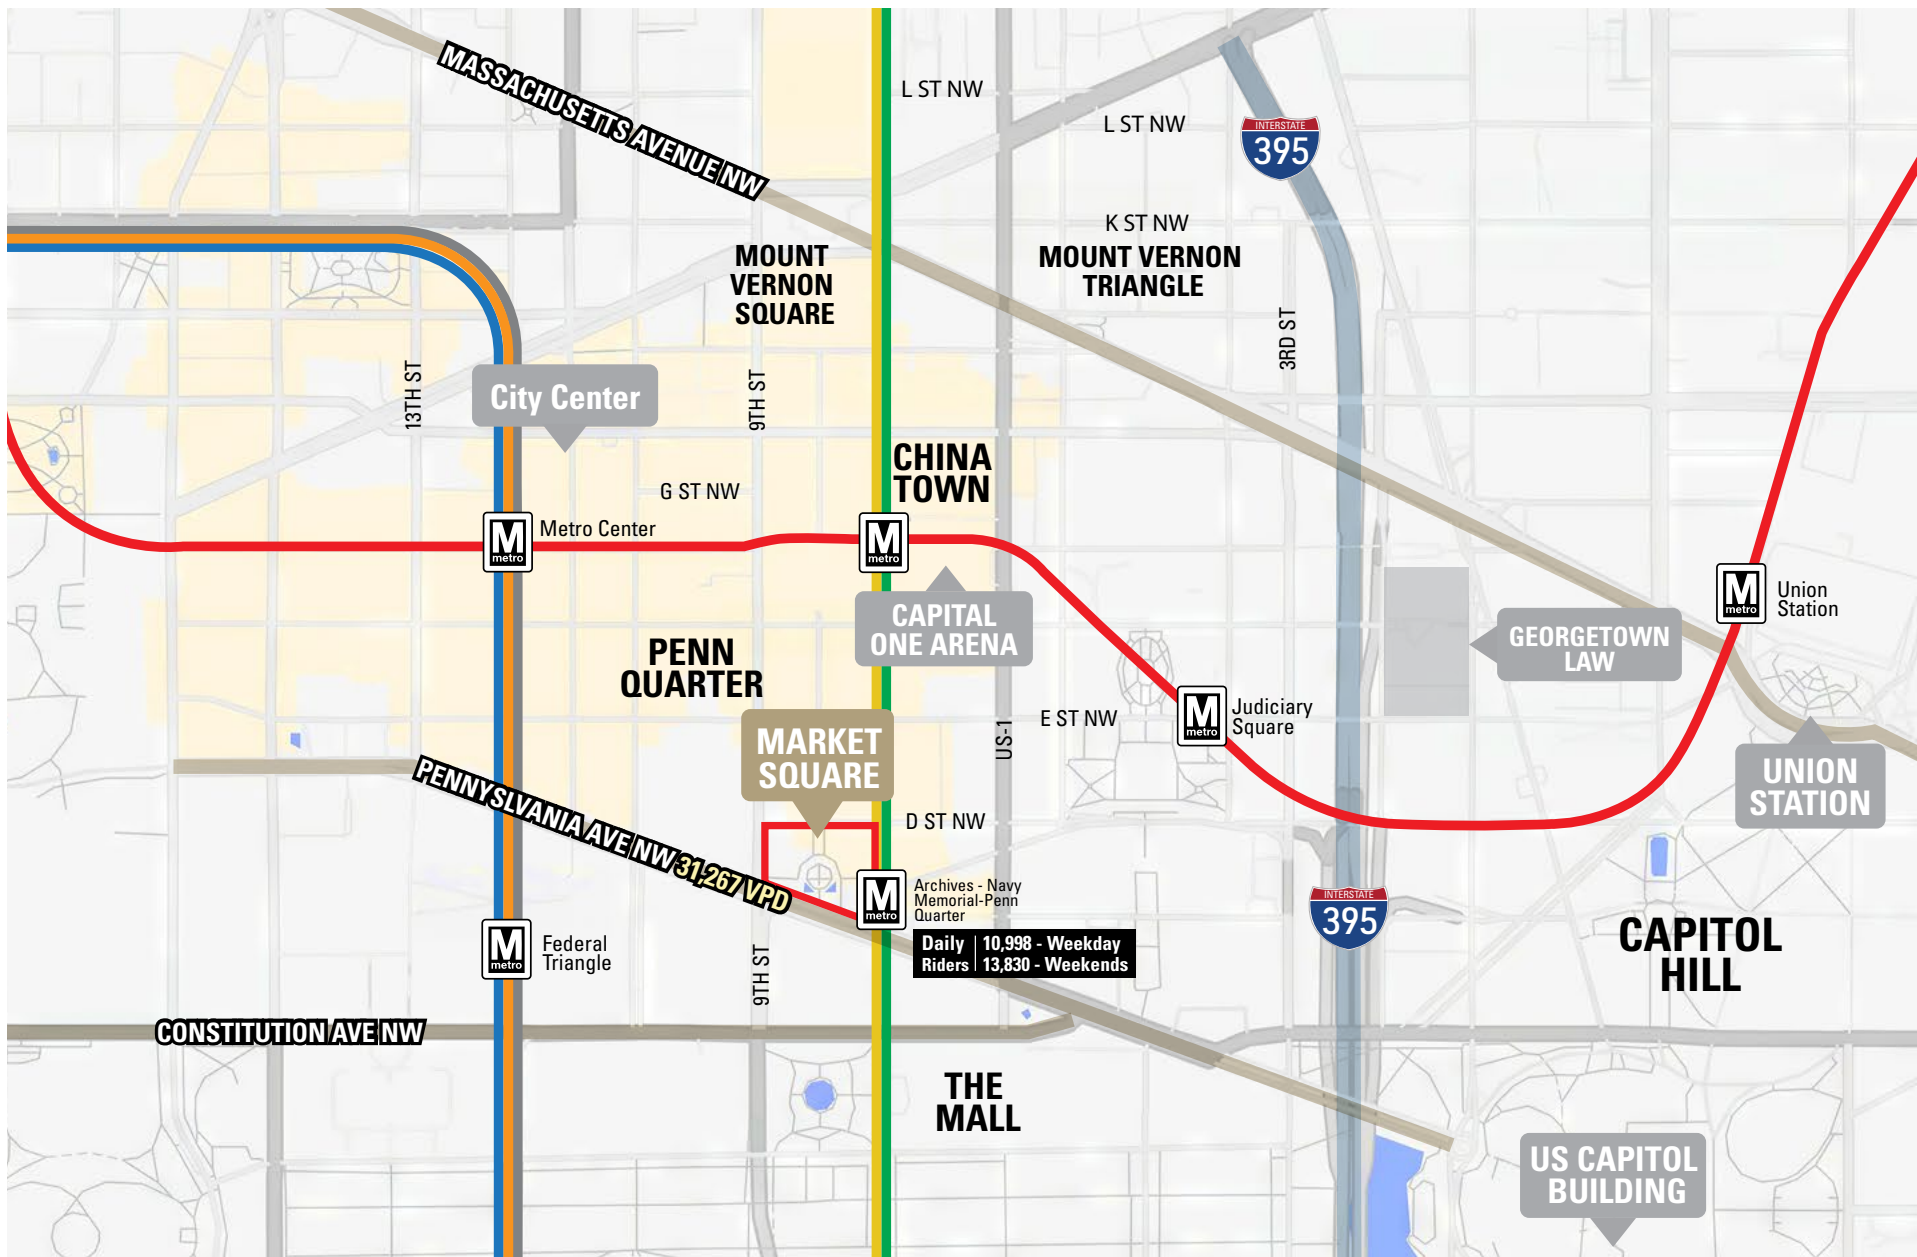 MASSACHUSETTS AVENUE NW
L ST NW
L ST NW
INTERSTATE
395
K ST NW
MOUNT VERNON
TRIANGLE
MOUNT
VERNON
SQUARE
3RD ST
13TH ST
City Center
9TH ST
CHINA
TOWN
G ST NW
M
metro
Metro Center
M
metro
CAPITAL
ONE ARENA
M
metro
Union
Station
GEORGETOWN
LAW
PENN
QUARTER
M
metro
Judiciary
Square
E ST NW
US-1
MARKET
SQUARE
UNION
STATION
PENNYSLVANIA AVE NW 31,267 VPD
D ST NW
M
metro
Archives - Navy
Memorial-Penn
Quarter
Daily | 10,998 - Weekday
Riders | 13,830 - Weekends
INTERSTATE
395
CAPITOL
HILL
M
metro
Federal
Triangle
9TH ST
CONSTITUTION AVE NW
THE
MALL
US CAPITOL
BUILDING